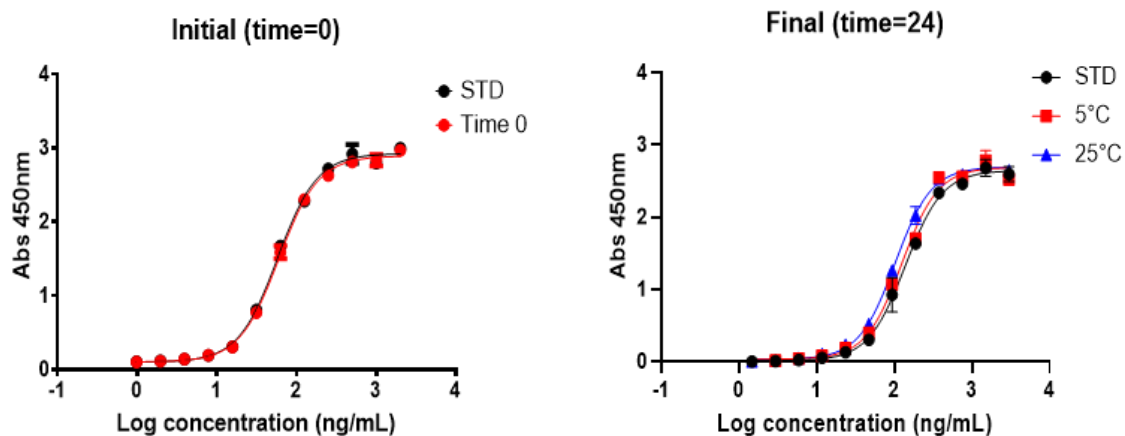 Initial (time=0)
4
3
2
1
0
-1
0
1
2
3
4
Abs 450nm
Log concentration (ng/mL)
STD
Time 0
Final (time=24)
4
3
2
1
0
-1
0
1
2
3
4
Abs 450nm
Log concentration (ng/mL)
STD
5°C
25°C